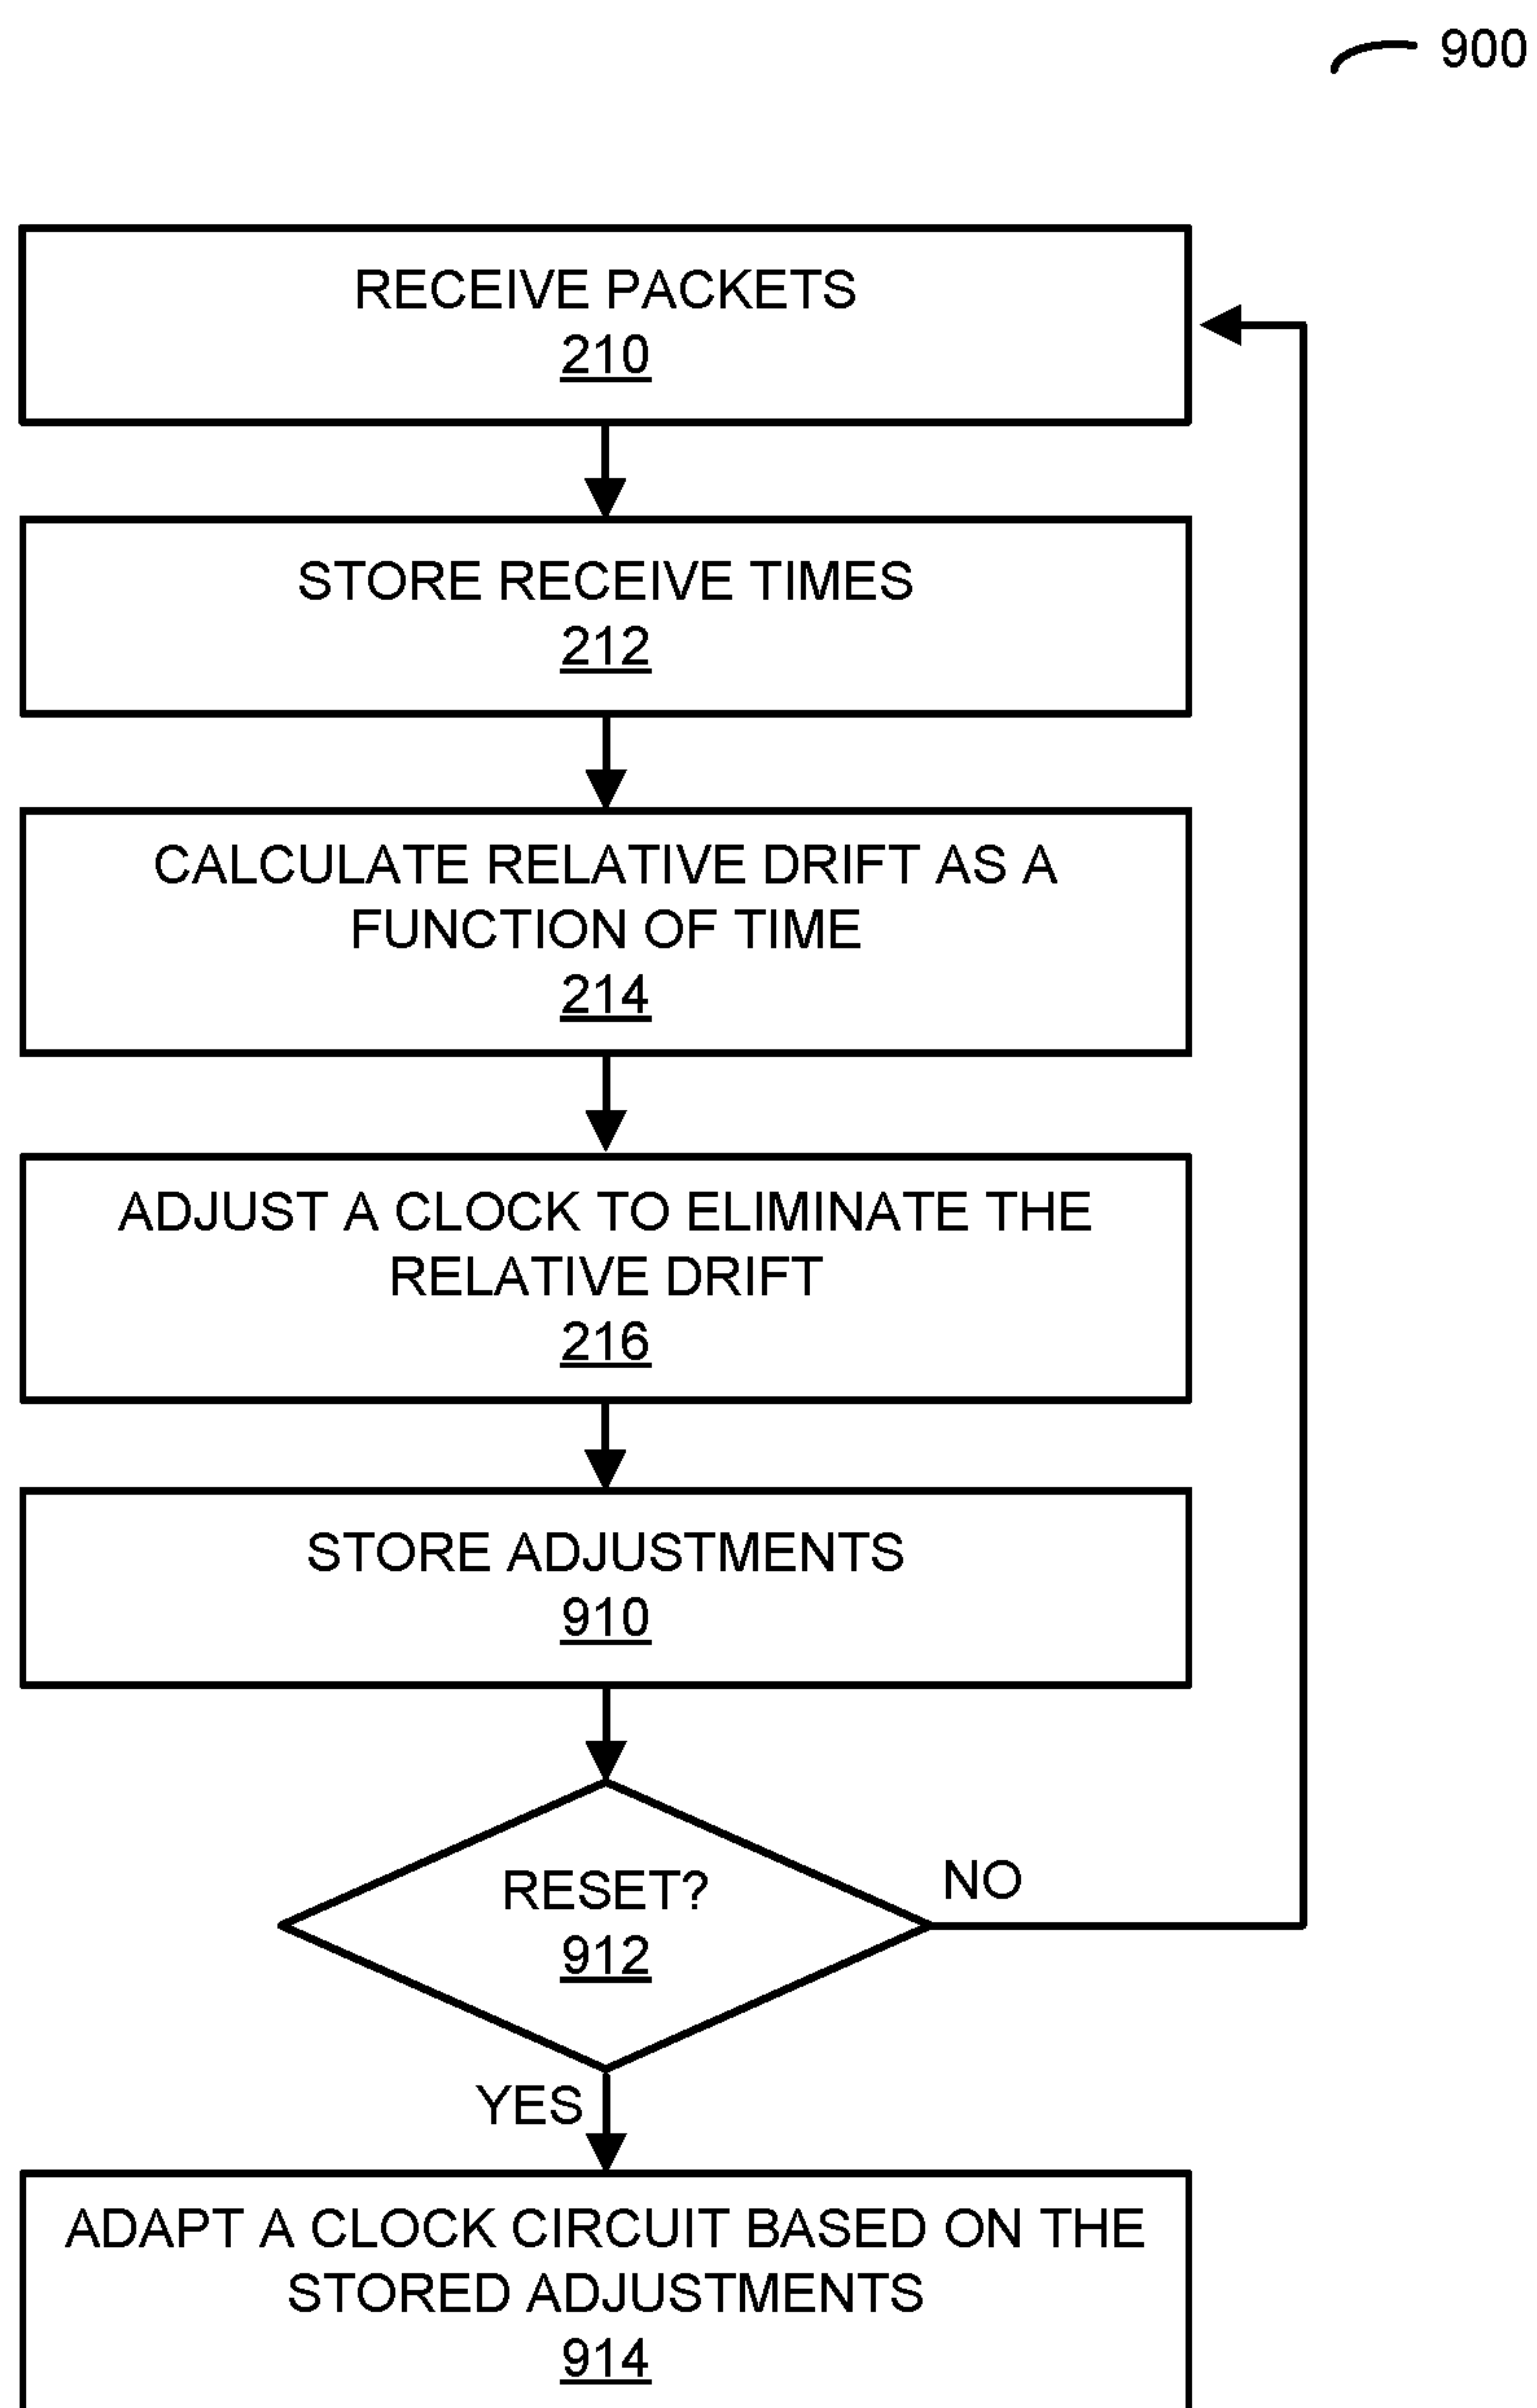 900
RECEIVE PACKETS
210
STORE RECEIVE TIMES
212
CALCULATE RELATIVE DRIFT AS A
FUNCTION OF TIME
214
ADJUST A CLOCK TO ELIMINATE THE
RELATIVE DRIFT
216
STORE ADJUSTMENTS
910
RESET?
912
NO
YES
ADAPT A CLOCK CIRCUIT BASED ON THE
STORED ADJUSTMENTS
914